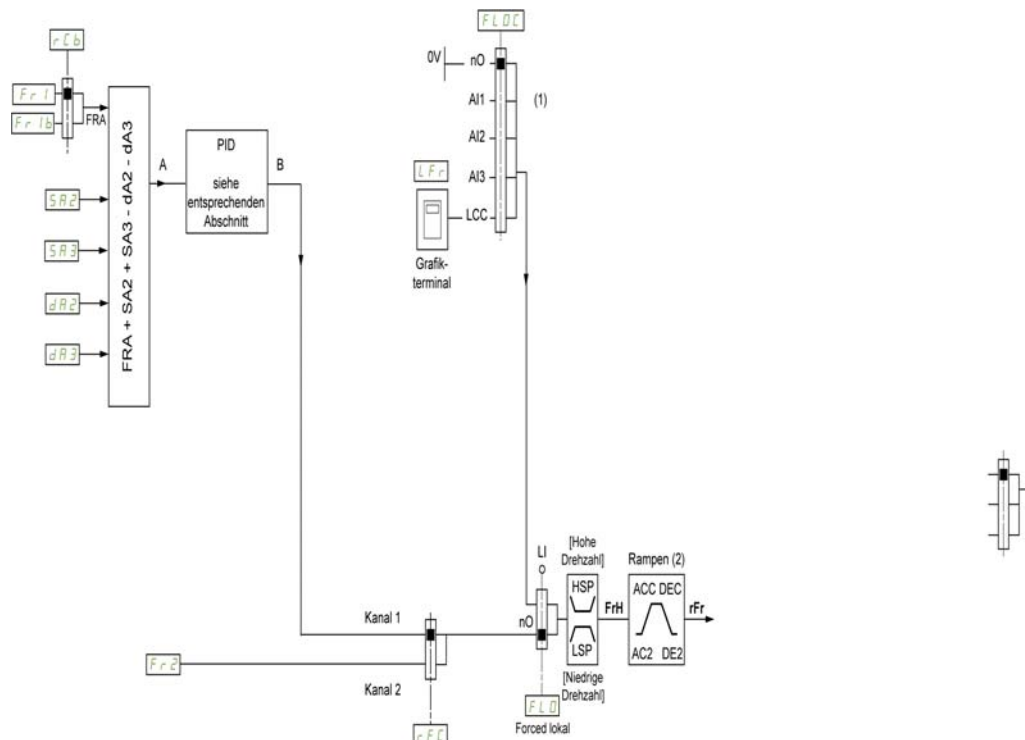 rCb
FLOC
0V
nO
Fr1
AI1
(1)
Fr1b
FRA
PID
siehe
entsprechenden
Abschnitt
A
B
AI2
LFr
AI3
SA2
LCC
SA3
Grafik-
terminal
dA2
dA3
FRA + SA2 + SA3 - dA2 - dA3
LI
[Hohe
Drehzahl]
Rampen (2)
HSP
ACC DEC
Kanal 1
nO
FrH
rFr
LSP
AC2 DE2
Fr2
Kanal 2
[Niedrige
Drehzahl]
FLO
Forced lokal
rFC